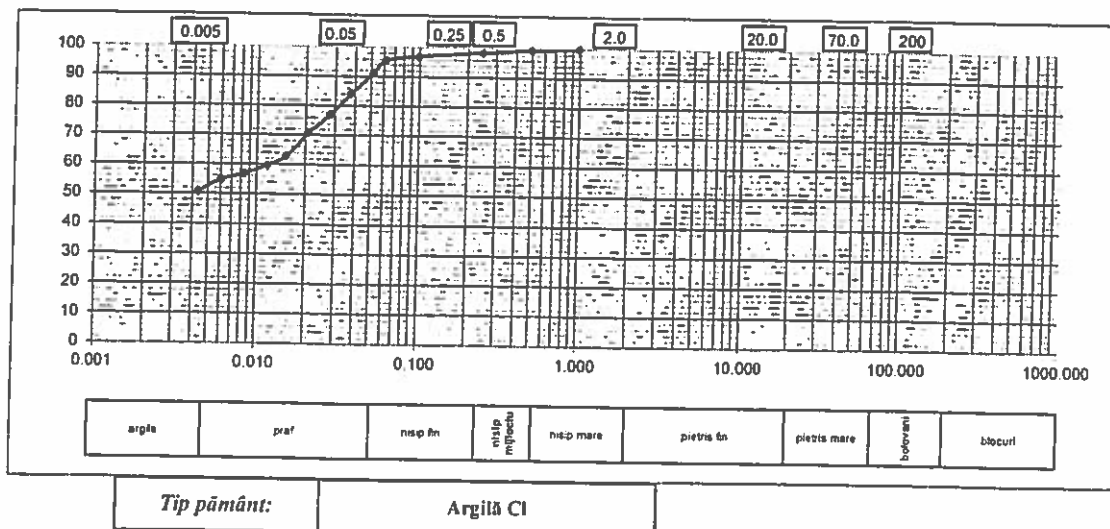 0.005 0.05 0.25 0.5 2.0 20.0 70.0 200
100
90
80
70
60
50
40
30
20
10
0
0.001 0.010 0.100 1.000 10.000 100.000 1000.000
argila praf nisip fin nisip mijlociu nisip mare pietris fin pietris mare bolovani blocuri
Tip pământ: Argilă Cl